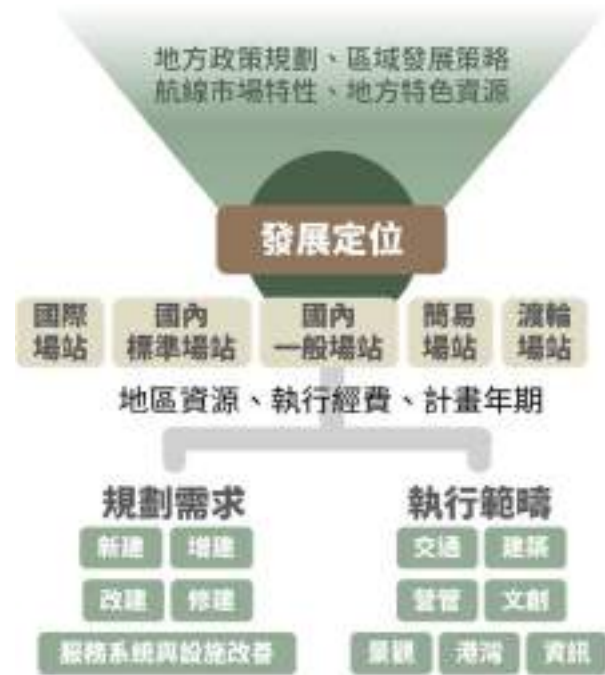 地方政策規劃、區域發展策略
航線市場特性、地方特色資源
發展定位
國際
場站
國內
標準場站
國內
一般場站
簡易
場站
渡輪
場站
地區資源、執行經費、計畫年期
規劃需求
新建 增建
改建 修建
服務系統與設施改善
執行範疇
交通 建築
營管 文創
景觀 港灣 資訊